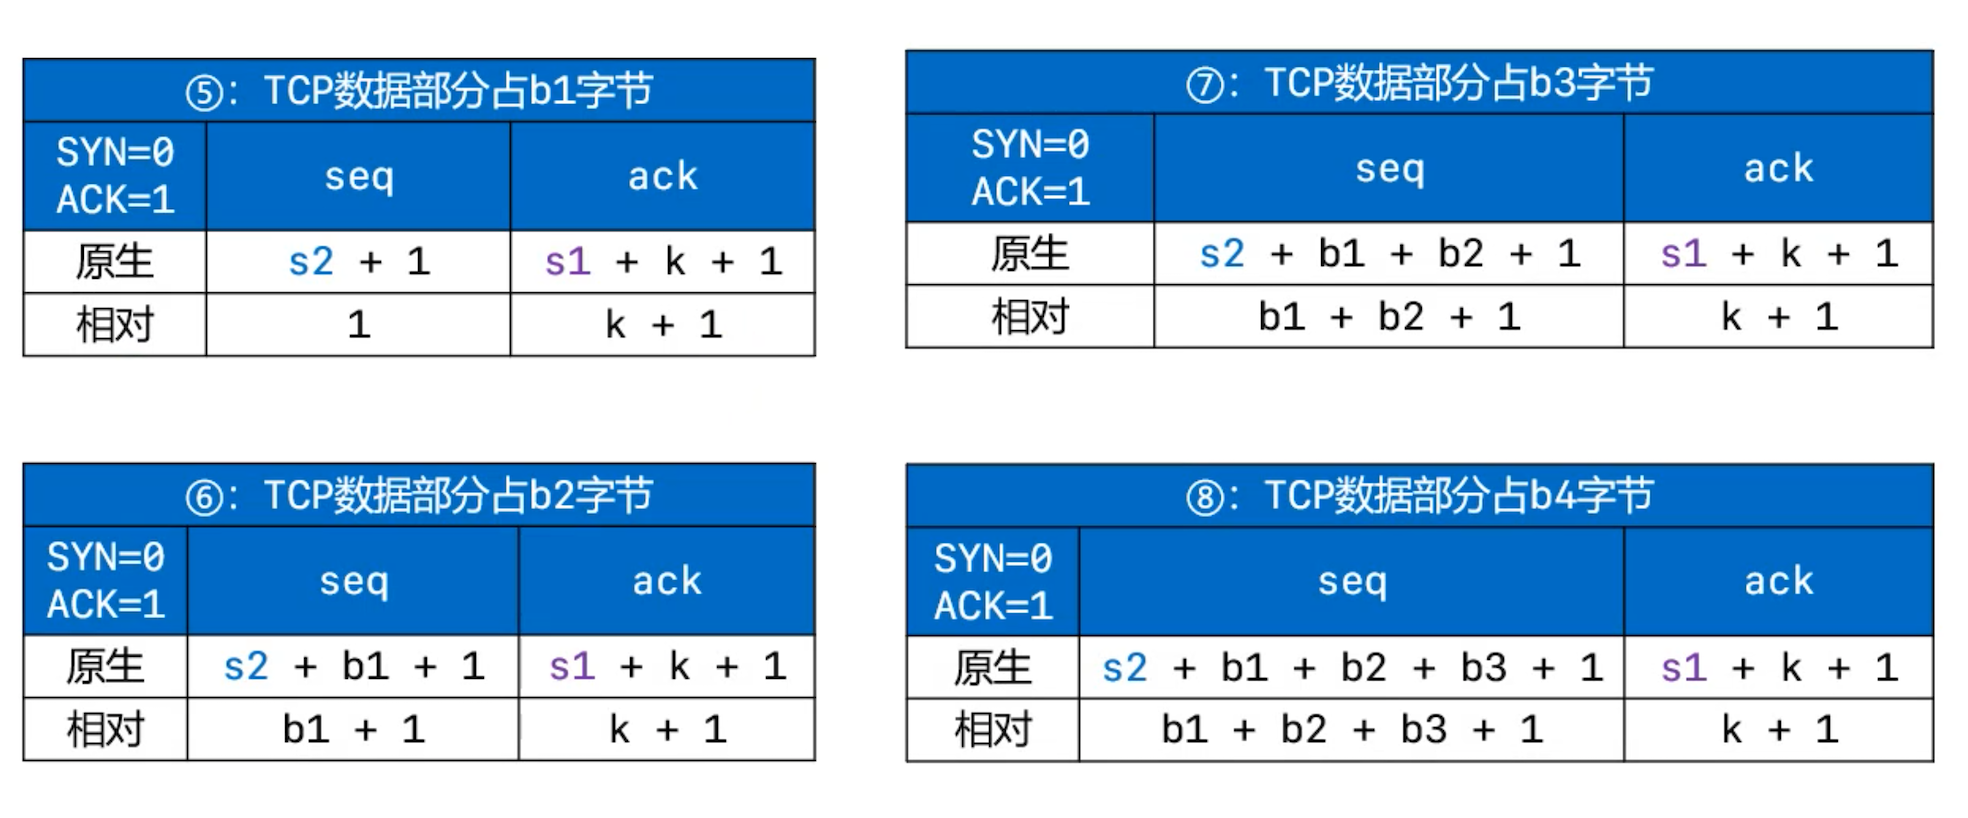 ⑤：TCP数据部分占b1字节
SYN=0 ACK=1 seq ack
原生 s2 + 1 s1 + k + 1
相对 1 k + 1
⑦：TCP数据部分占b3字节
SYN=0 ACK=1 seq ack
原生 s2 + b1 + b2 + 1 s1 + k + 1
相对 b1 + b2 + 1 k + 1
⑥：TCP数据部分占b2字节
SYN=0 ACK=1 seq ack
原生 s2 + b1 + 1 s1 + k + 1
相对 b1 + 1 k + 1
⑧：TCP数据部分占b4字节
SYN=0 ACK=1 seq ack
原生 s2 + b1 + b2 + b3 + 1 s1 + k + 1
相对 b1 + b2 + b3 + 1 k + 1